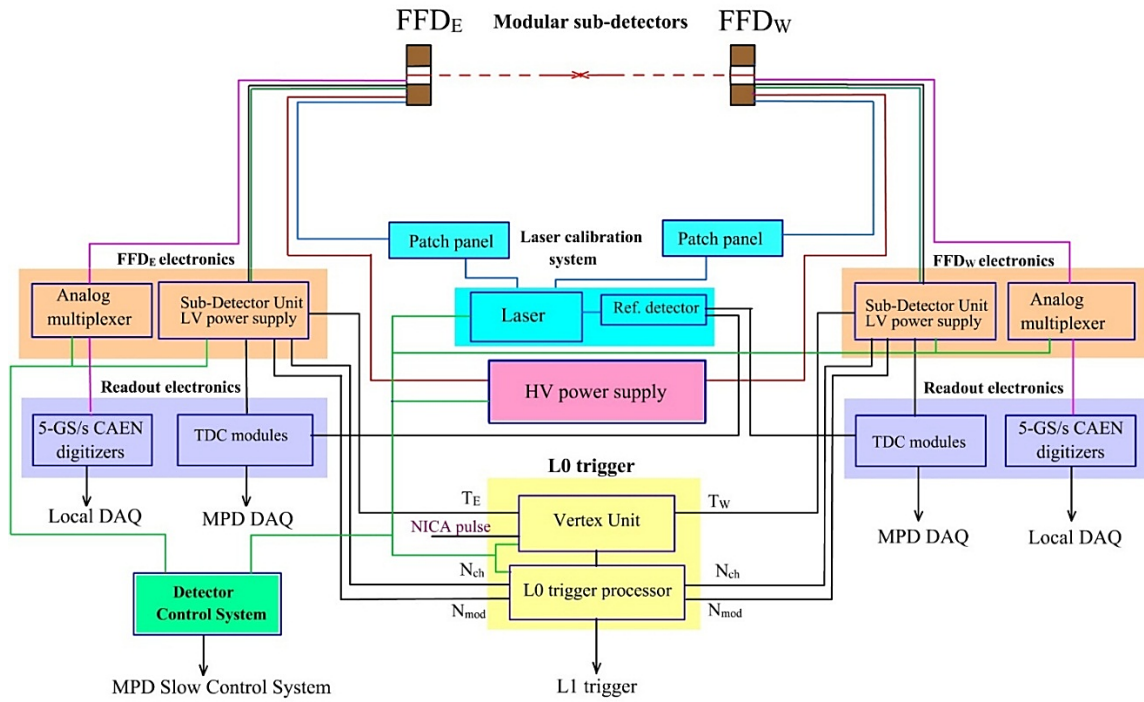 FFDE Modular sub-detectors FFDW
Patch panel
Laser calibration
system
Patch panel
FFDE electronics
FFDW electronics
Analog
multiplexer
Sub-Detector Unit
LV power supply
Laser
Ref. detector
Sub-Detector Unit
LV power supply
Analog
multiplexer
Readout electronics
HV power supply
Readout electronics
5-GS/s CAEN
digitizers
TDC modules
TDC modules
5-GS/s CAEN
digitizers
L0 trigger
Local DAQ
MPD DAQ
TE
Vertex Unit
TW
NICA pulse
MPD DAQ
Local DAQ
Nch
L0 trigger processor
Nch
Nmod
Nmod
Detector
Control System
MPD Slow Control System
L1 trigger